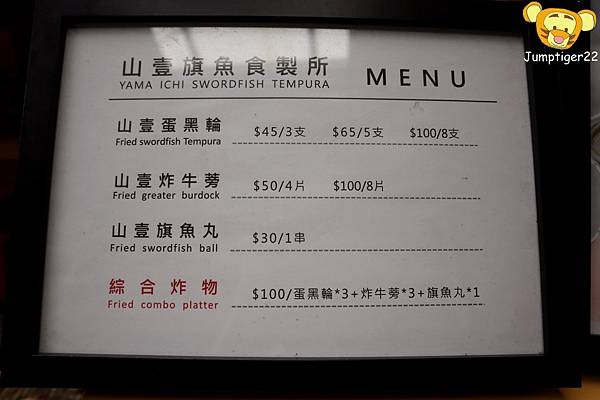 山壹旗魚食製所 MENU
YAMA ICHI SWORDFISH TEMPURA
山壹蛋黑輪 $45/3支 $65/5支 $100/8支
Fried swordfish Tempura
山壹炸牛蒡 $50/4片 $100/8片
Fried greater burdock
山壹旗魚丸 $30/1串
Fried swordfish ball
綜合炸物 $100/蛋黑輪*3+炸牛蒡*3+旗魚丸*1
Fried combo platter
Jumptiger22